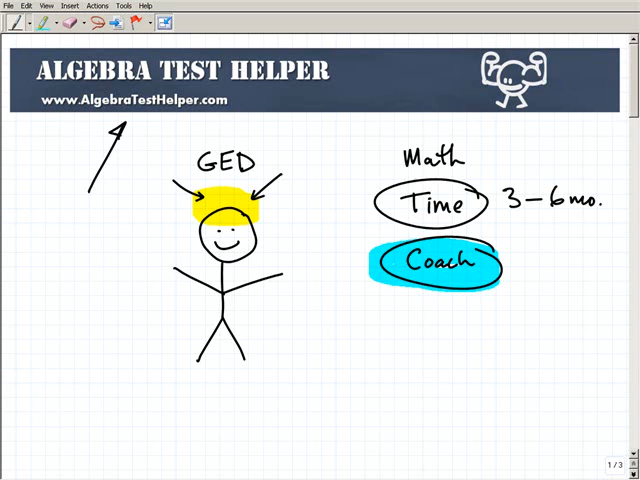 File Edit View Insert Actions Tools Help
ALGEBRA TEST HELPER
www.AlgebraTestHelper.com
GED
Math
Time 3-6 mo.
Coach
1 / 3